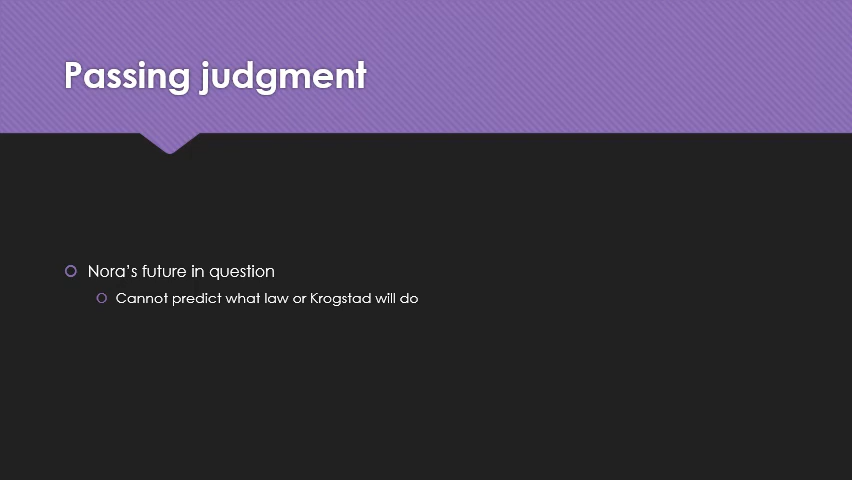 Passing judgment
Nora's future in question
Cannot predict what law or Krogstad will do